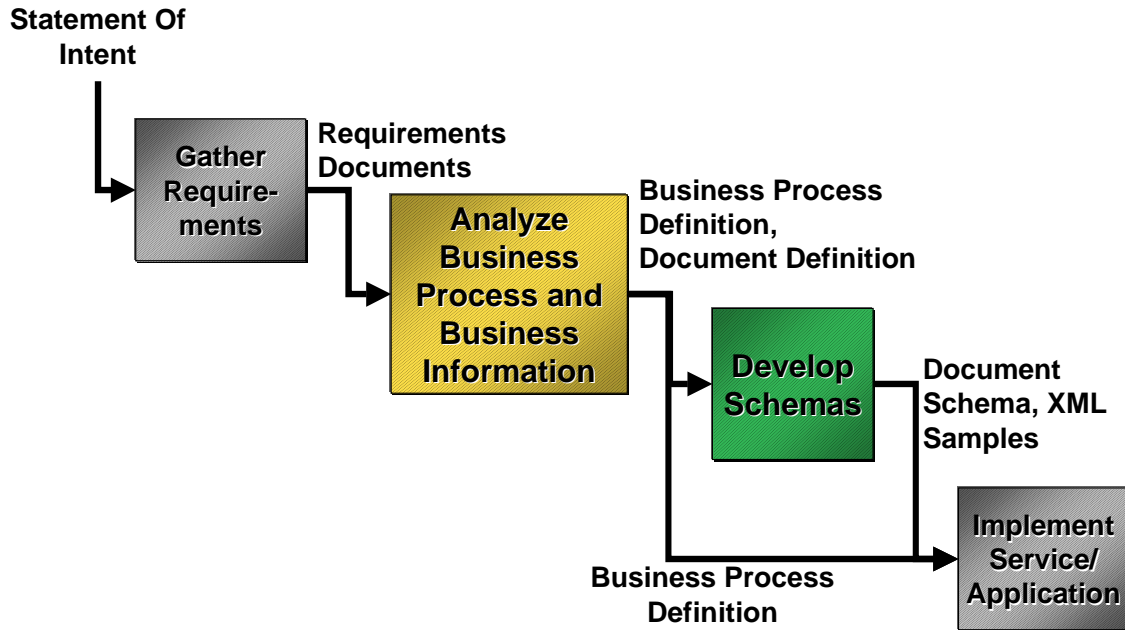 Statement Of
Intent
Gather
Require-
ments
Requirements
Documents
Analyze
Business
Process and
Business
Information
Business Process
Definition,
Document Definition
Develop
Schemas
Document
Schema, XML
Samples
Implement
Service/
Application
Business Process
Definition